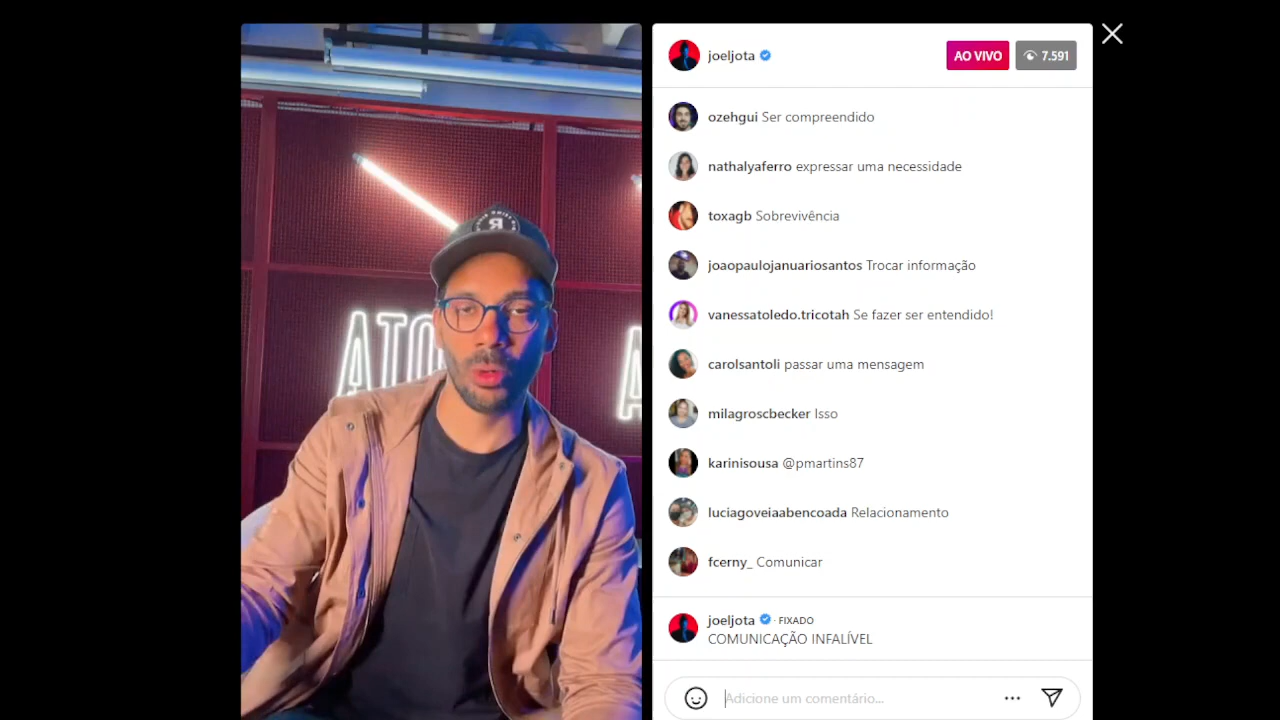 joeljota
AO VIVO
7.591
ozehgui Ser compreendido
nathalyaferro expressar uma necessidade
toxagb Sobrevivência
joaopaulojanuariosantos Trocar informação
vanessatoledo.tricotah Se fazer ser entendido!
carolsantoli passar uma mensagem
milagroscbecker Isso
karinisousa @pmartins87
luciagoveiaabencoada Relacionamento
fcerny_ Comunicar
joeljota · FIXADO
COMUNICAÇÃO INFALÍVEL
Adicione um comentário...
ATO
R